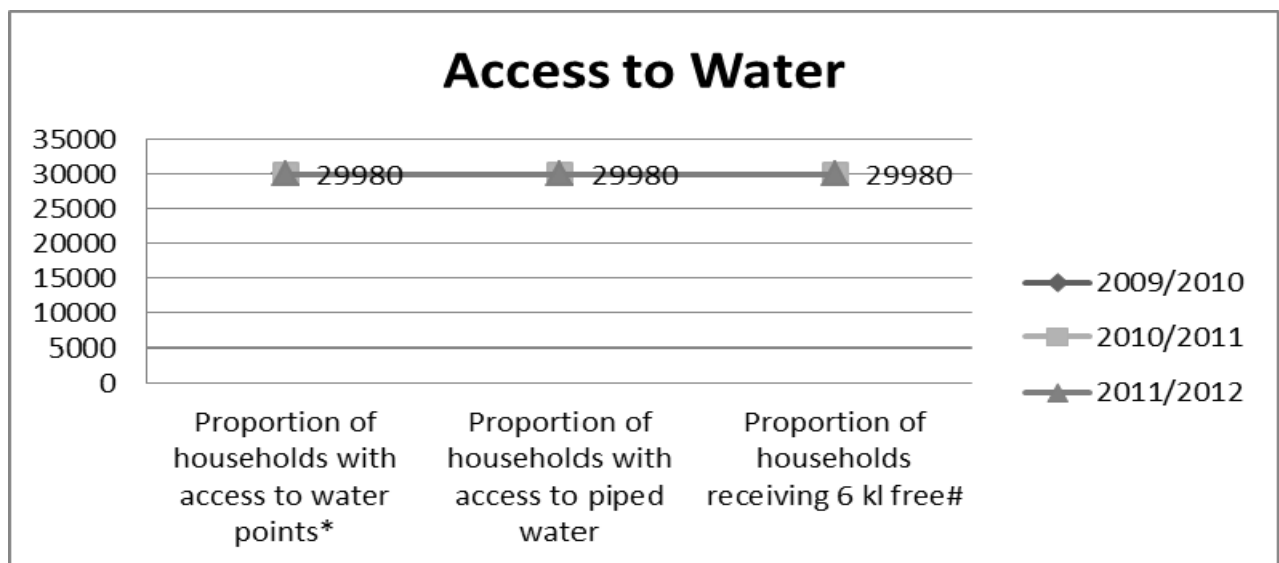 Access to Water
35000
30000
25000
20000
15000
10000
5000
0
29980 29980 29980
Proportion of
households with
access to water
points*
Proportion of
households with
access to piped
water
Proportion of
households
receiving 6 kl free#
2009/2010
2010/2011
2011/2012